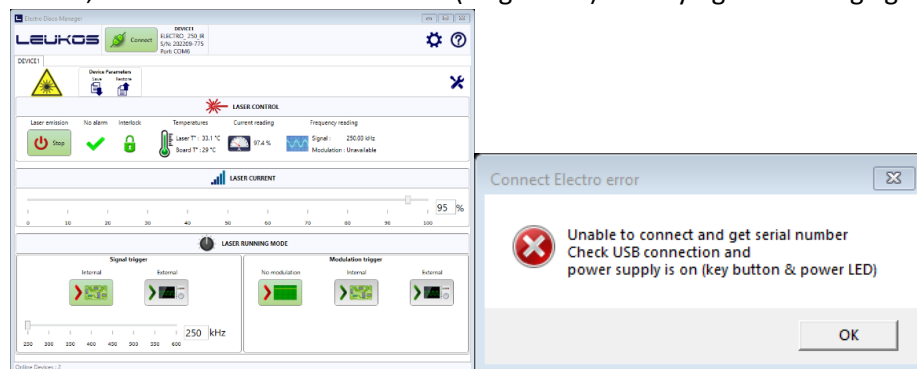 Electro Disco Manager
LEUKOS
Connect
DEVICE1
ELECTRO_250_IR
S/N: 202209-775
Port: COM6
DEVICE1
Device Parameters
Save Restore
LASER CONTROL
Laser emission No alarm Interlock Temperatures Current reading Frequency reading
Stop
Laser T° : 33.1 °C
Board T° : 29 °C
97.4 %
Signal : 250.00 kHz
Modulation : Unavailable
LASER CURRENT
95 %
0 10 20 30 40 50 60 70 80 90 100
LASER RUNNING MODE
Signal trigger
Internal External
250 kHz
250 300 350 400 450 500 550 600
Modulation trigger
No modulation Internal External
Online Devices : 2
Connect Electro error
Unable to connect and get serial number
Check USB connection and
power supply is on (key button & power LED)
OK